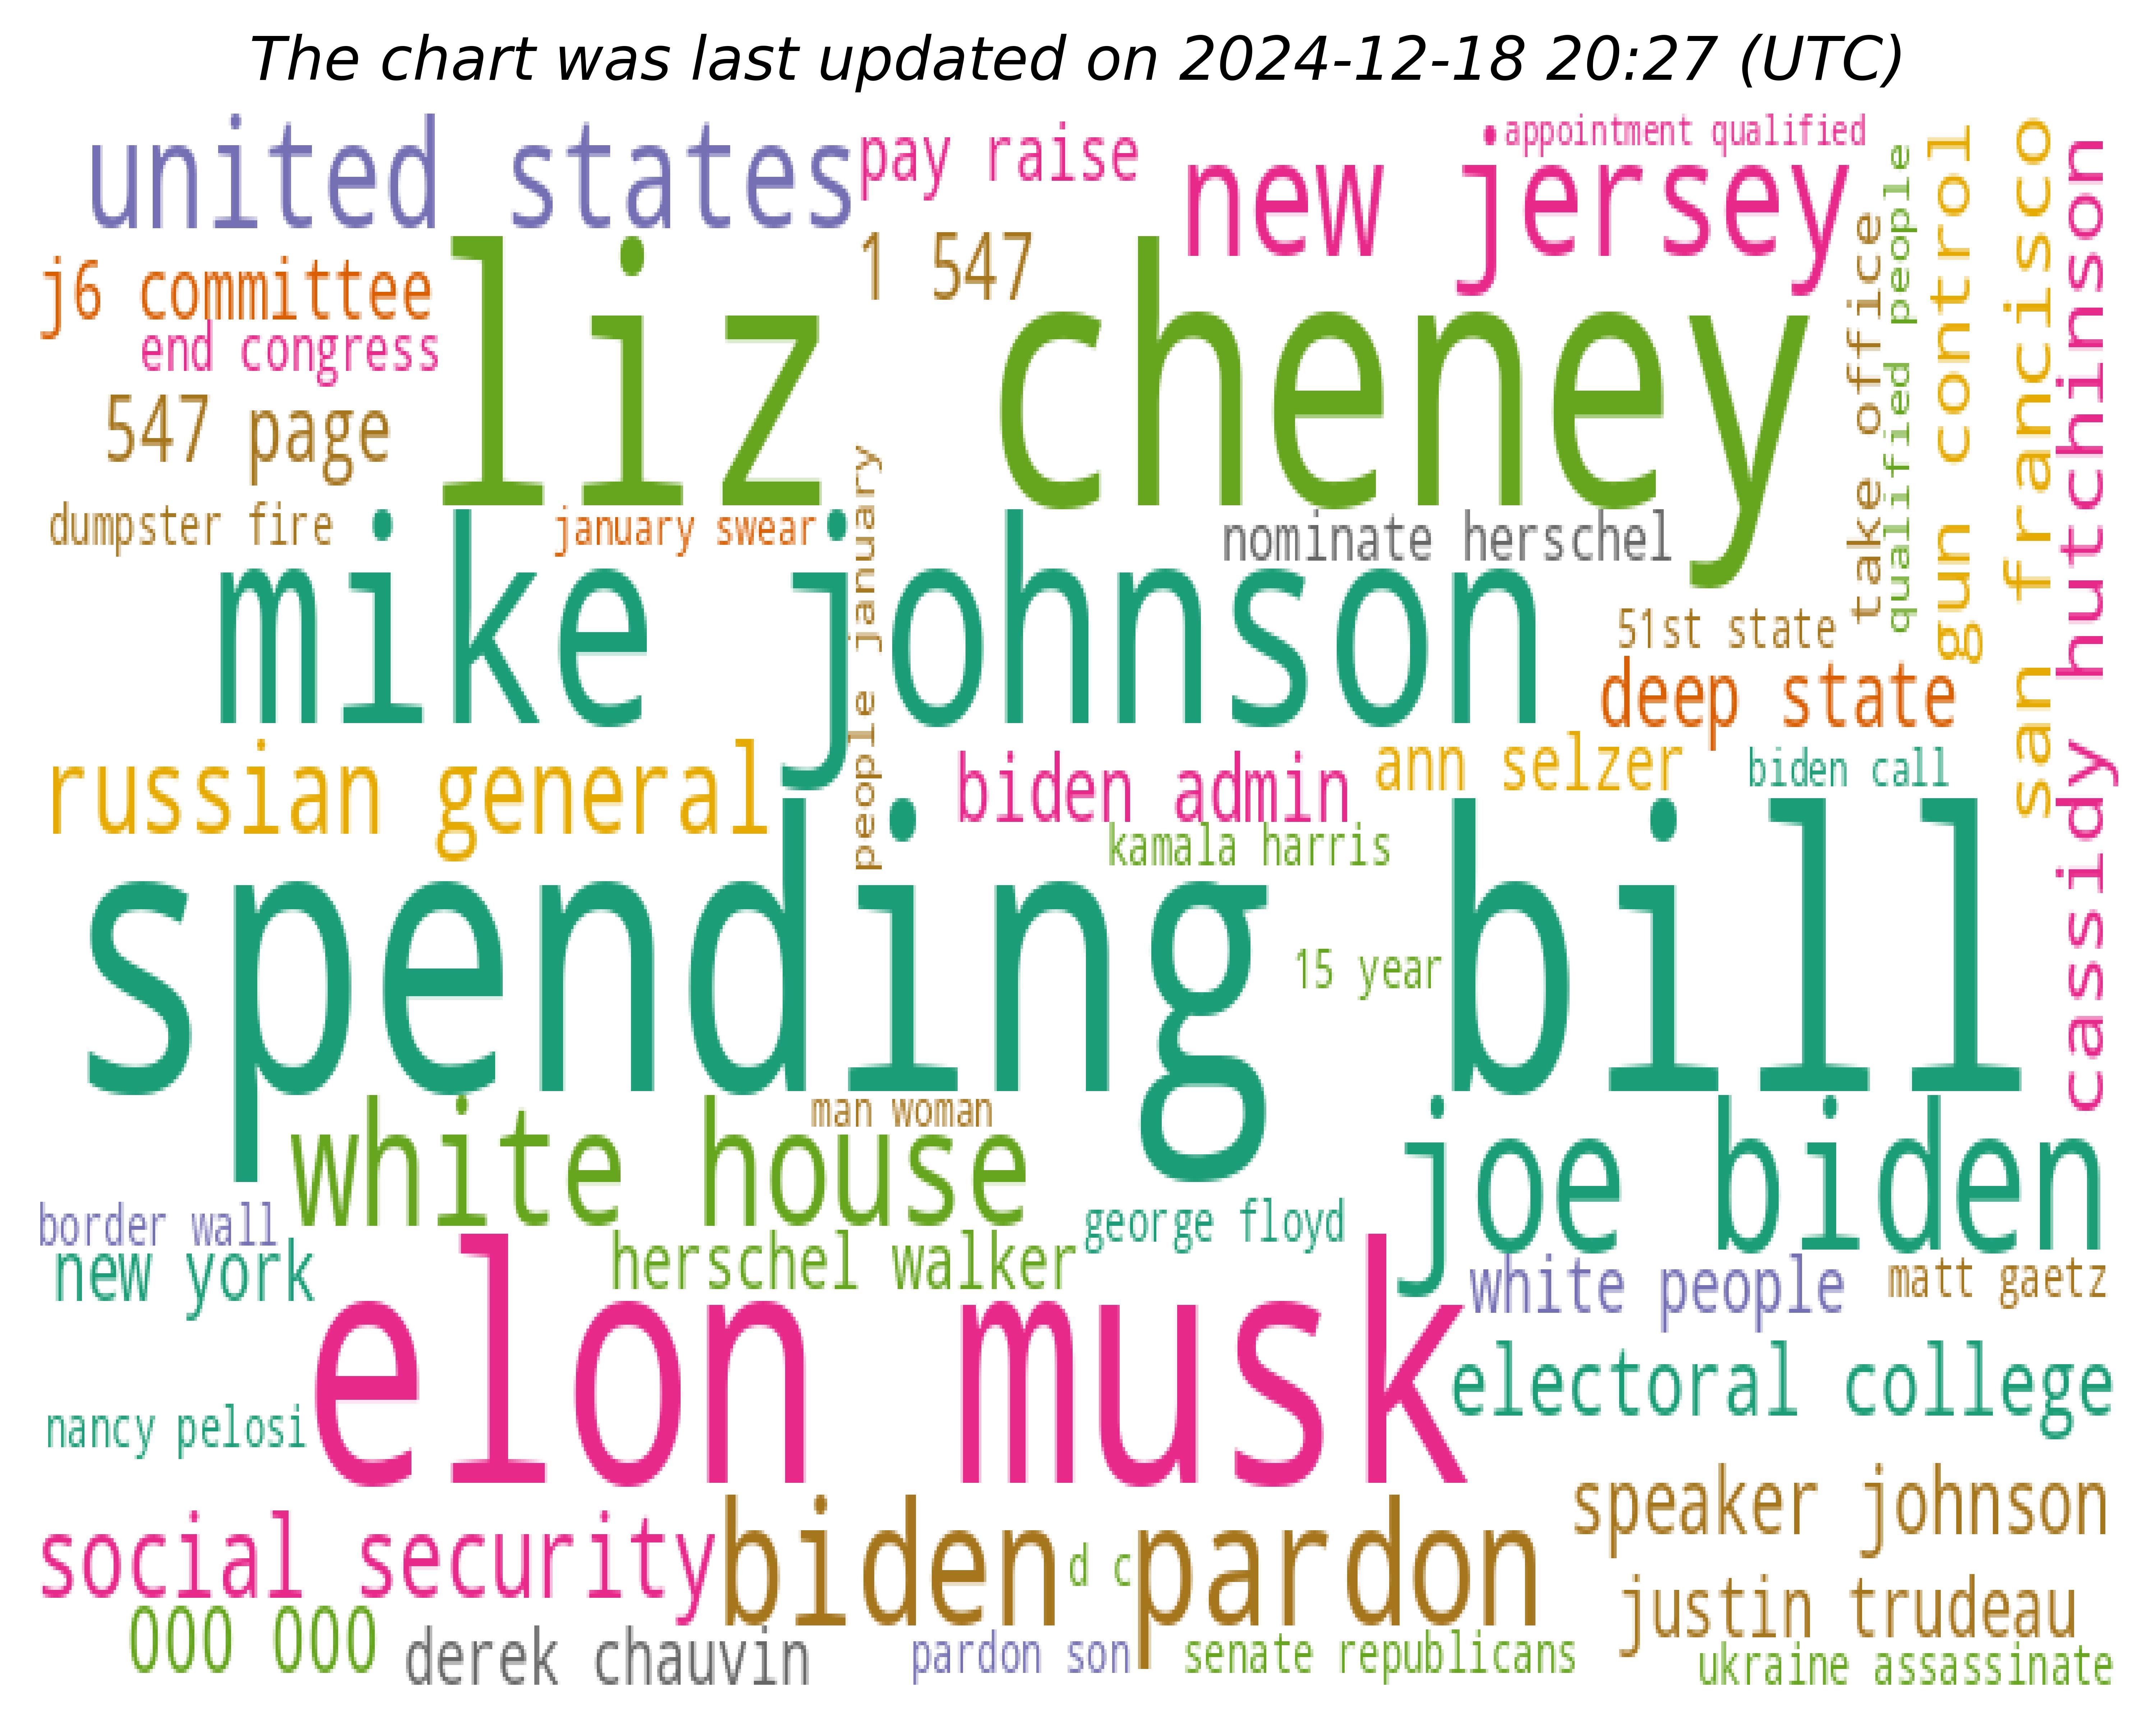 The chart was last updated on 2024-12-18 20:27 (UTC)
united states
pay raise
new jersey
appointment qualified
j6 committee
1 547
end congress
liz cheney
547 page
take office
qualified people
gun control
san francisco
cassidy hutchinson
dumpster fire
january swear
people january
nominate herschel
mike johnson
51st state
deep state
russian general
biden admin
ann selzer
biden call
kamala harris
spending bill
15 year
man woman
white house
joe biden
border wall
george floyd
new york
herschel walker
white people
matt gaetz
elon musk
electoral college
nancy pelosi
speaker johnson
social security
biden pardon
d c
justin trudeau
000 000
derek chauvin
pardon son
senate republicans
ukraine assassinate